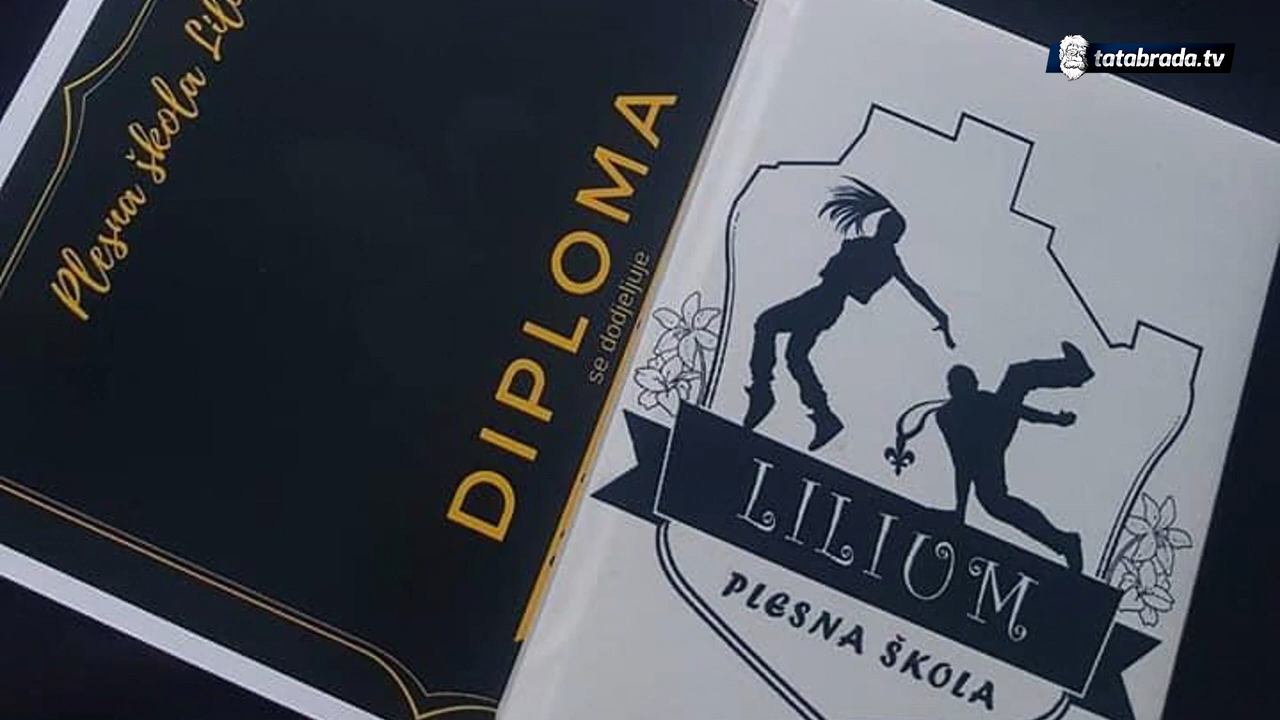 tatabrada.tv
Plesna škola
DIPLOMA
se dodjeljuje
LILIUM
PLESNA ŠKOLA